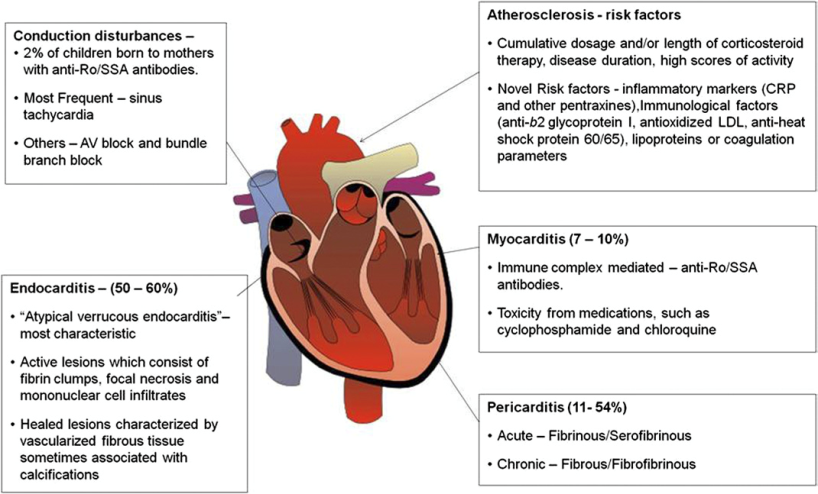 Conduction disturbances –
• 2% of children born to mothers
with anti-Ro/SSA antibodies.
• Most Frequent – sinus
tachycardia
• Others – AV block and bundle
branch block
Atherosclerosis - risk factors
• Cumulative dosage and/or length of corticosteroid
therapy, disease duration, high scores of activity
• Novel Risk factors - inflammatory markers (CRP
and other pentraxines),Immunological factors
(anti-b2 glycoprotein I, antioxidized LDL, anti-heat
shock protein 60/65), lipoproteins or coagulation
parameters
Endocarditis – (50 – 60%)
• “Atypical verrucous endocarditis”–
most characteristic
• Active lesions which consist of
fibrin clumps, focal necrosis and
mononuclear cell infiltrates
• Healed lesions characterized by
vascularized fibrous tissue
sometimes associated with
calcifications
Myocarditis (7 – 10%)
• Immune complex mediated – anti-Ro/SSA
antibodies.
• Toxicity from medications, such as
cyclophosphamide and chloroquine
Pericarditis (11- 54%)
• Acute – Fibrinous/Serofibrinous
• Chronic – Fibrous/Fibrofibrinous